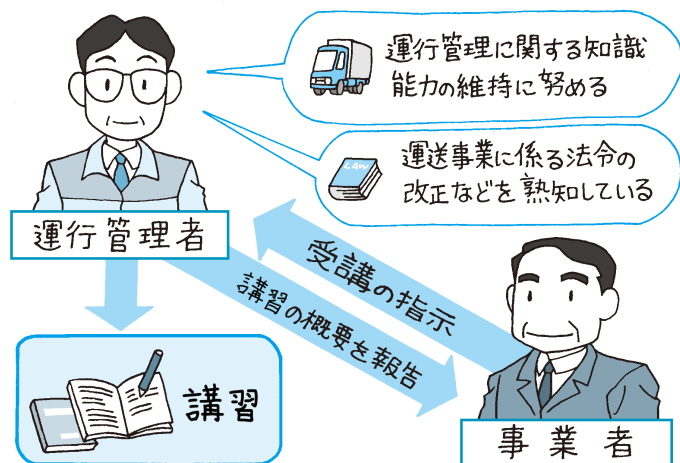 運行管理に関する知識
能力の維持に努める
LAW
運送事業に係る法令の
改正などを熟知している
運行管理者
受講の指示
講習の概要を報告
講習
事業者